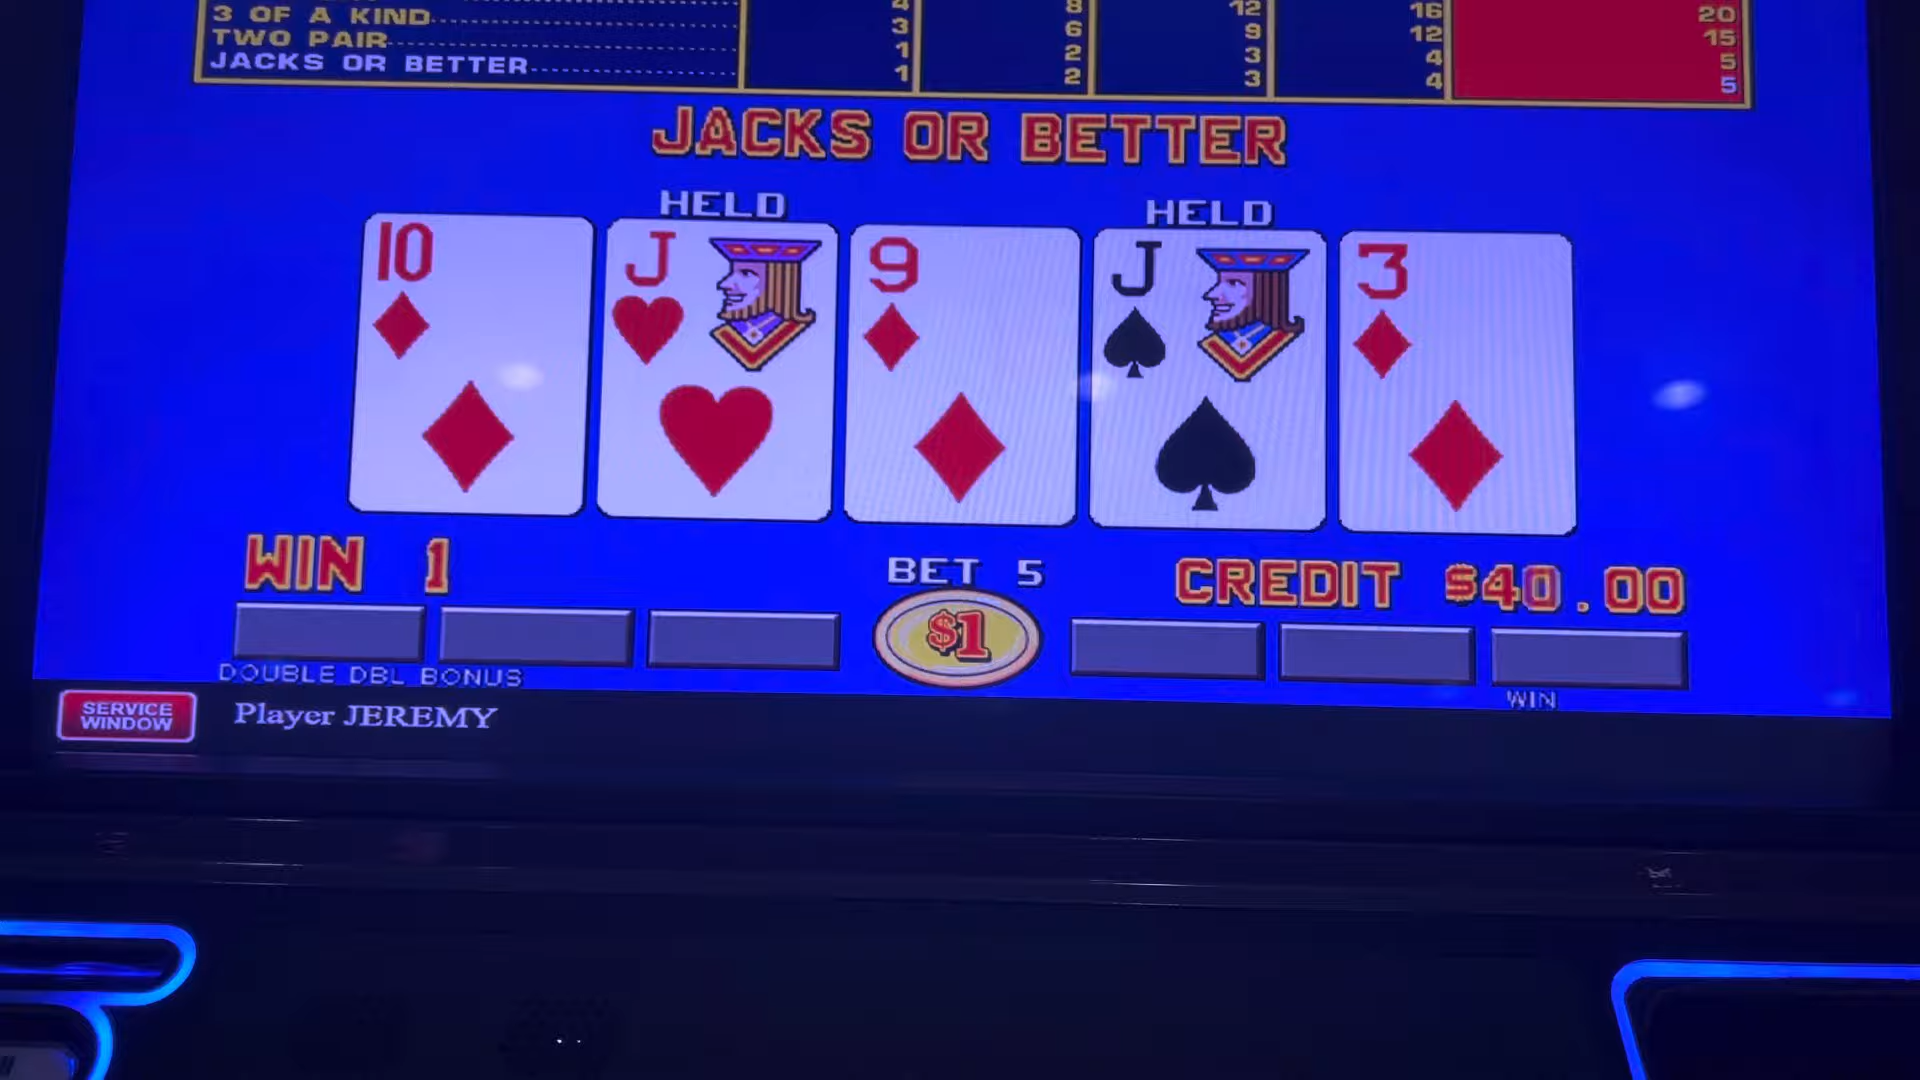 4 8 12 16 20
3 OF A KIND 3 6 9 12 15
TWO PAIR 1 2 3 4 5
JACKS OR BETTER 1 2 3 4 5
JACKS OR BETTER
HELD HELD
10 J 9 J 3
WIN 1 BET 5 CREDIT $40.00
$1
DOUBLE DBL BONUS WIN
SERVICE WINDOW Player JEREMY